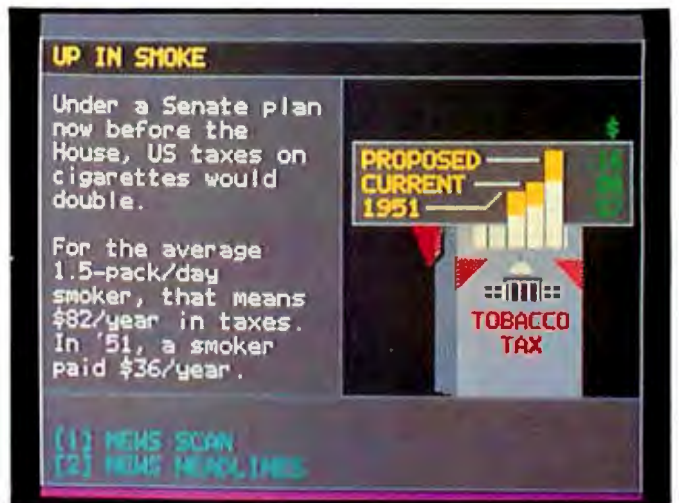 UP IN SMOKE
Under a Senate plan
now before the
House, US taxes on
cigarettes would
double.
For the average
1.5-pack/day
smoker, that means
$82/year in taxes.
In '51, a smoker
paid $36/year.
$
PROPOSED
CURRENT
1951
TOBACCO
TAX
[1] NEWS SCAN
[2] NEWS HEADLINES